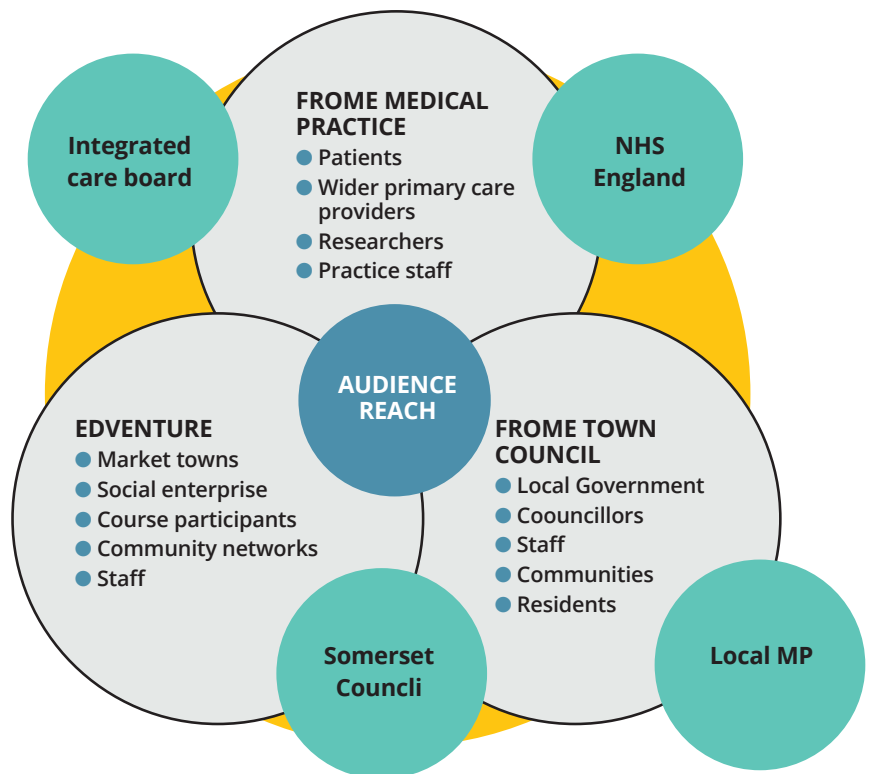 Integrated
care board
FROME MEDICAL
PRACTICE
Patients
Wider primary care
providers
Researchers
Practice staff
NHS
England
AUDIENCE
REACH
EDVENTURE
Market towns
Social enterprise
Course participants
Community networks
Staff
FROME TOWN
COUNCIL
Local Government
Coouncillors
Staff
Communities
Residents
Somerset
Councli
Local MP